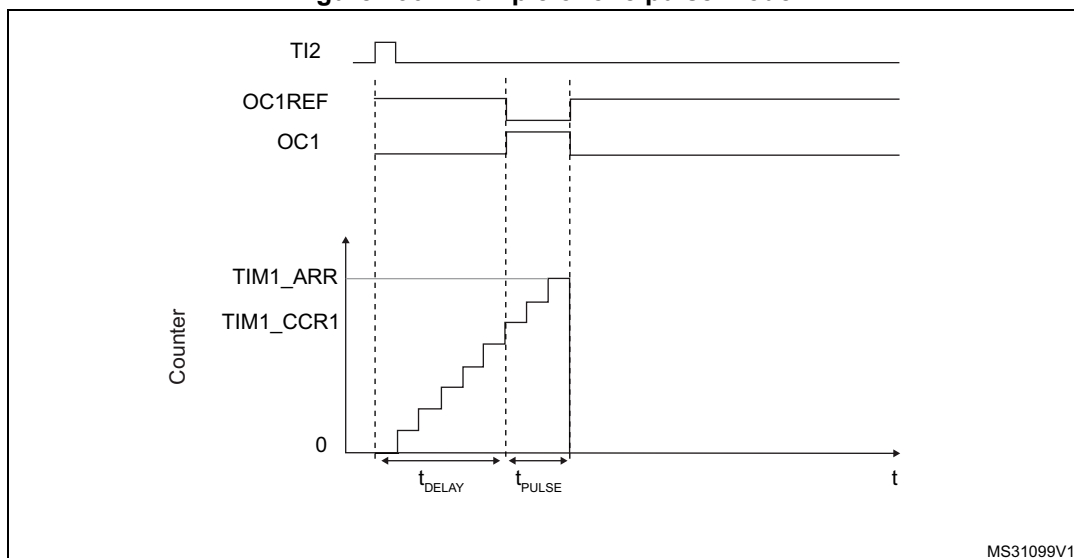 TI2
OC1REF
OC1
TIM1_ARR
TIM1_CCR1
Counter
0
tDELAY
tPULSE
t
MS31099V1